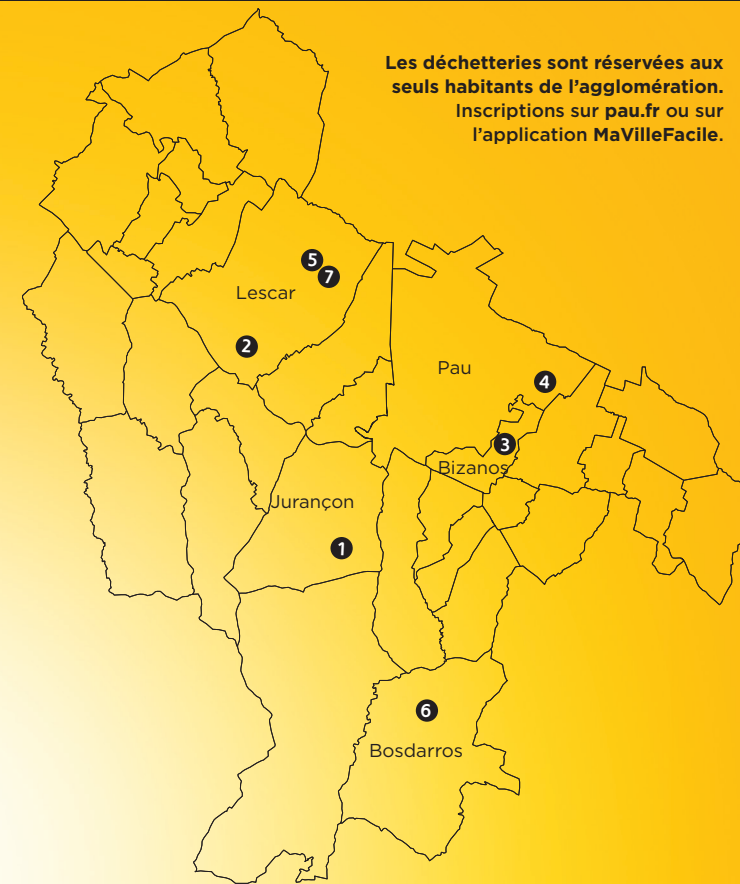 Les déchetteries sont réservées aux
seuls habitants de l'agglomération.
Inscriptions sur pau.fr ou sur
l'application MaVilleFacile.
5
7
Lescar
2
Pau
4
3
Bizanos
Jurançon
1
6
Bosdarros